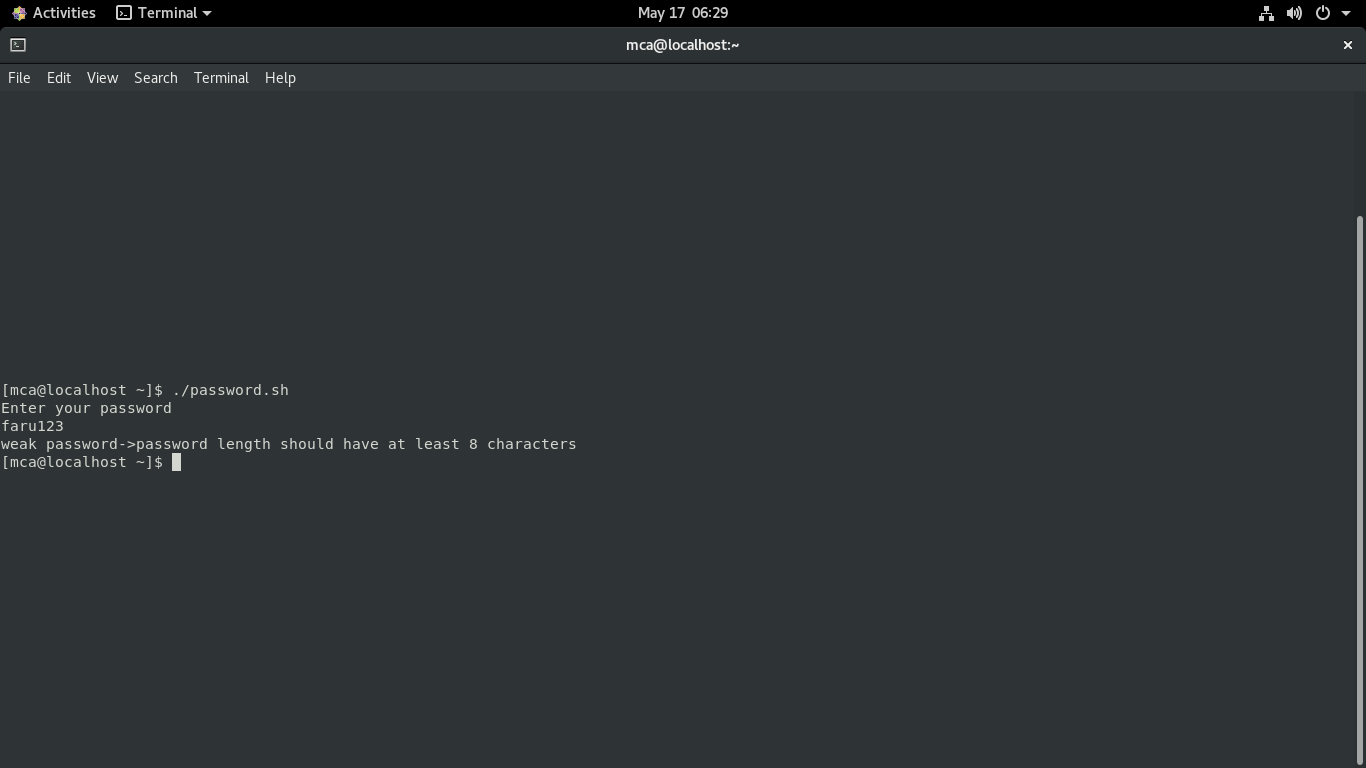 Activities Terminal May 17 06:29
mca@localhost:~
File Edit View Search Terminal Help
[mca@localhost ~]$ ./password.sh
Enter your password
faru123
weak password->password length should have at least 8 characters
[mca@localhost ~]$